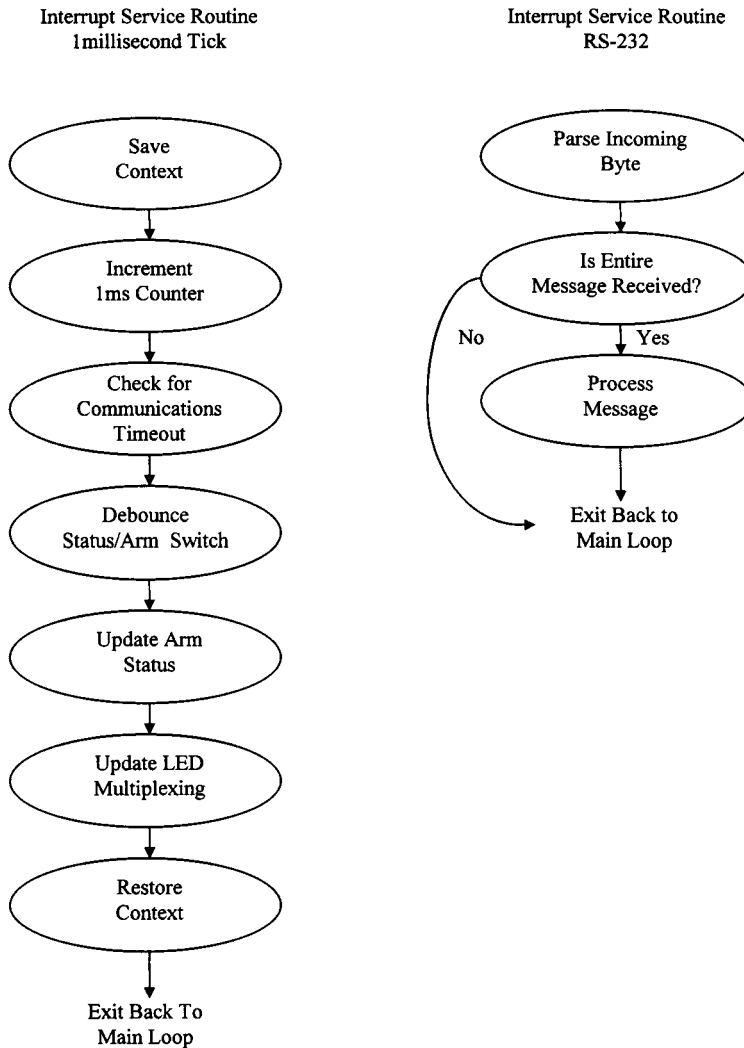 Interrupt Service Routine
1millisecond Tick
Save
Context
Increment
1ms Counter
Check for
Communications
Timeout
Debounce
Status/Arm Switch
Update Arm
Status
Update LED
Multiplexing
Restore
Context
Exit Back To
Main Loop
Interrupt Service Routine
RS-232
Parse Incoming
Byte
Is Entire
Message Received?
No
Yes
Process
Message
Exit Back to
Main Loop